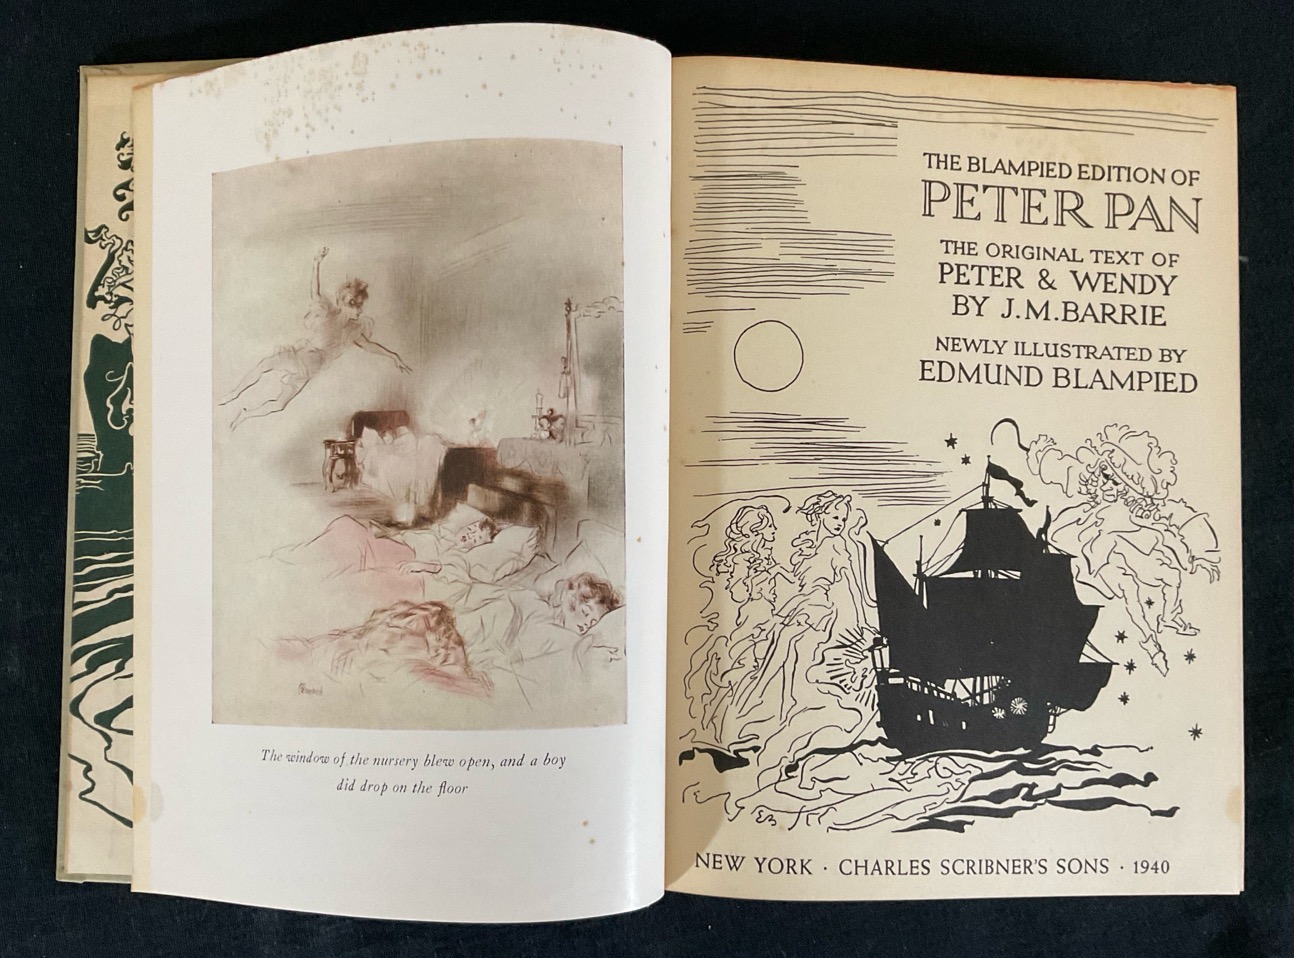 The window of the nursery blew open, and a boy
did drop on the floor
THE BLAMPIED EDITION OF
PETER PAN
THE ORIGINAL TEXT OF
PETER & WENDY
BY J.M.BARRIE
NEWLY ILLUSTRATED BY
EDMUND BLAMPIED
EB
NEW YORK · CHARLES SCRIBNER'S SONS · 1940